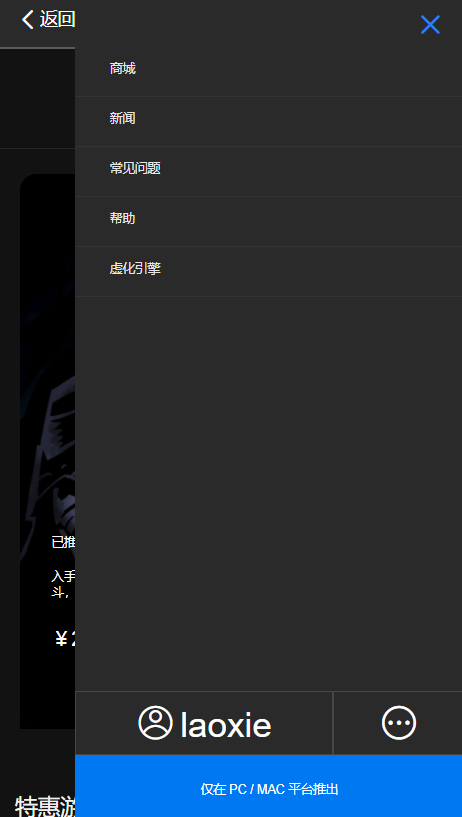 返回
商城
新闻
常见问题
帮助
虚化引擎
已推
入手
斗，
¥ 2
laoxie
仅在 PC / MAC 平台推出
特惠游